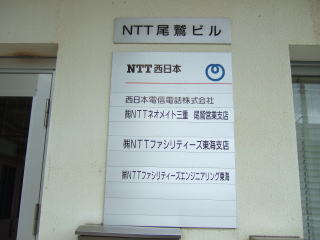 NTT尾鷲ビル
NTT西日本
西日本電信電話株式会社
㈱NTTネオメイト三重 尾鷲営業支店
㈱NTTファシリティーズ東海支店
㈱NTTファシリティーズエンジニアリング東海